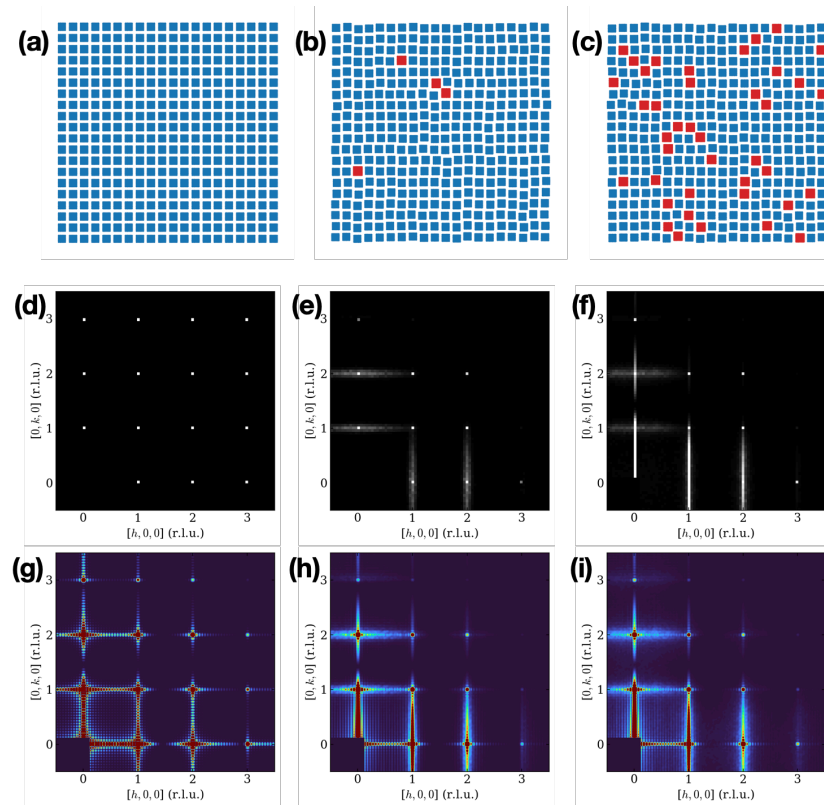 (a) (b) (c)
(d) (e) (f)
3 3 3
2 2 2
1 1 1
0 0 0
[0, k, 0] (r.l.u.) [0, k, 0] (r.l.u.) [0, k, 0] (r.l.u.)
0 1 2 3 0 1 2 3 0 1 2 3
[h, 0, 0] (r.l.u.) [h, 0, 0] (r.l.u.) [h, 0, 0] (r.l.u.)
(g) (h) (i)
3 3 3
2 2 2
1 1 1
0 0 0
[0, k, 0] (r.l.u.) [0, k, 0] (r.l.u.) [0, k, 0] (r.l.u.)
0 1 2 3 0 1 2 3 0 1 2 3
[h, 0, 0] (r.l.u.) [h, 0, 0] (r.l.u.) [h, 0, 0] (r.l.u.)